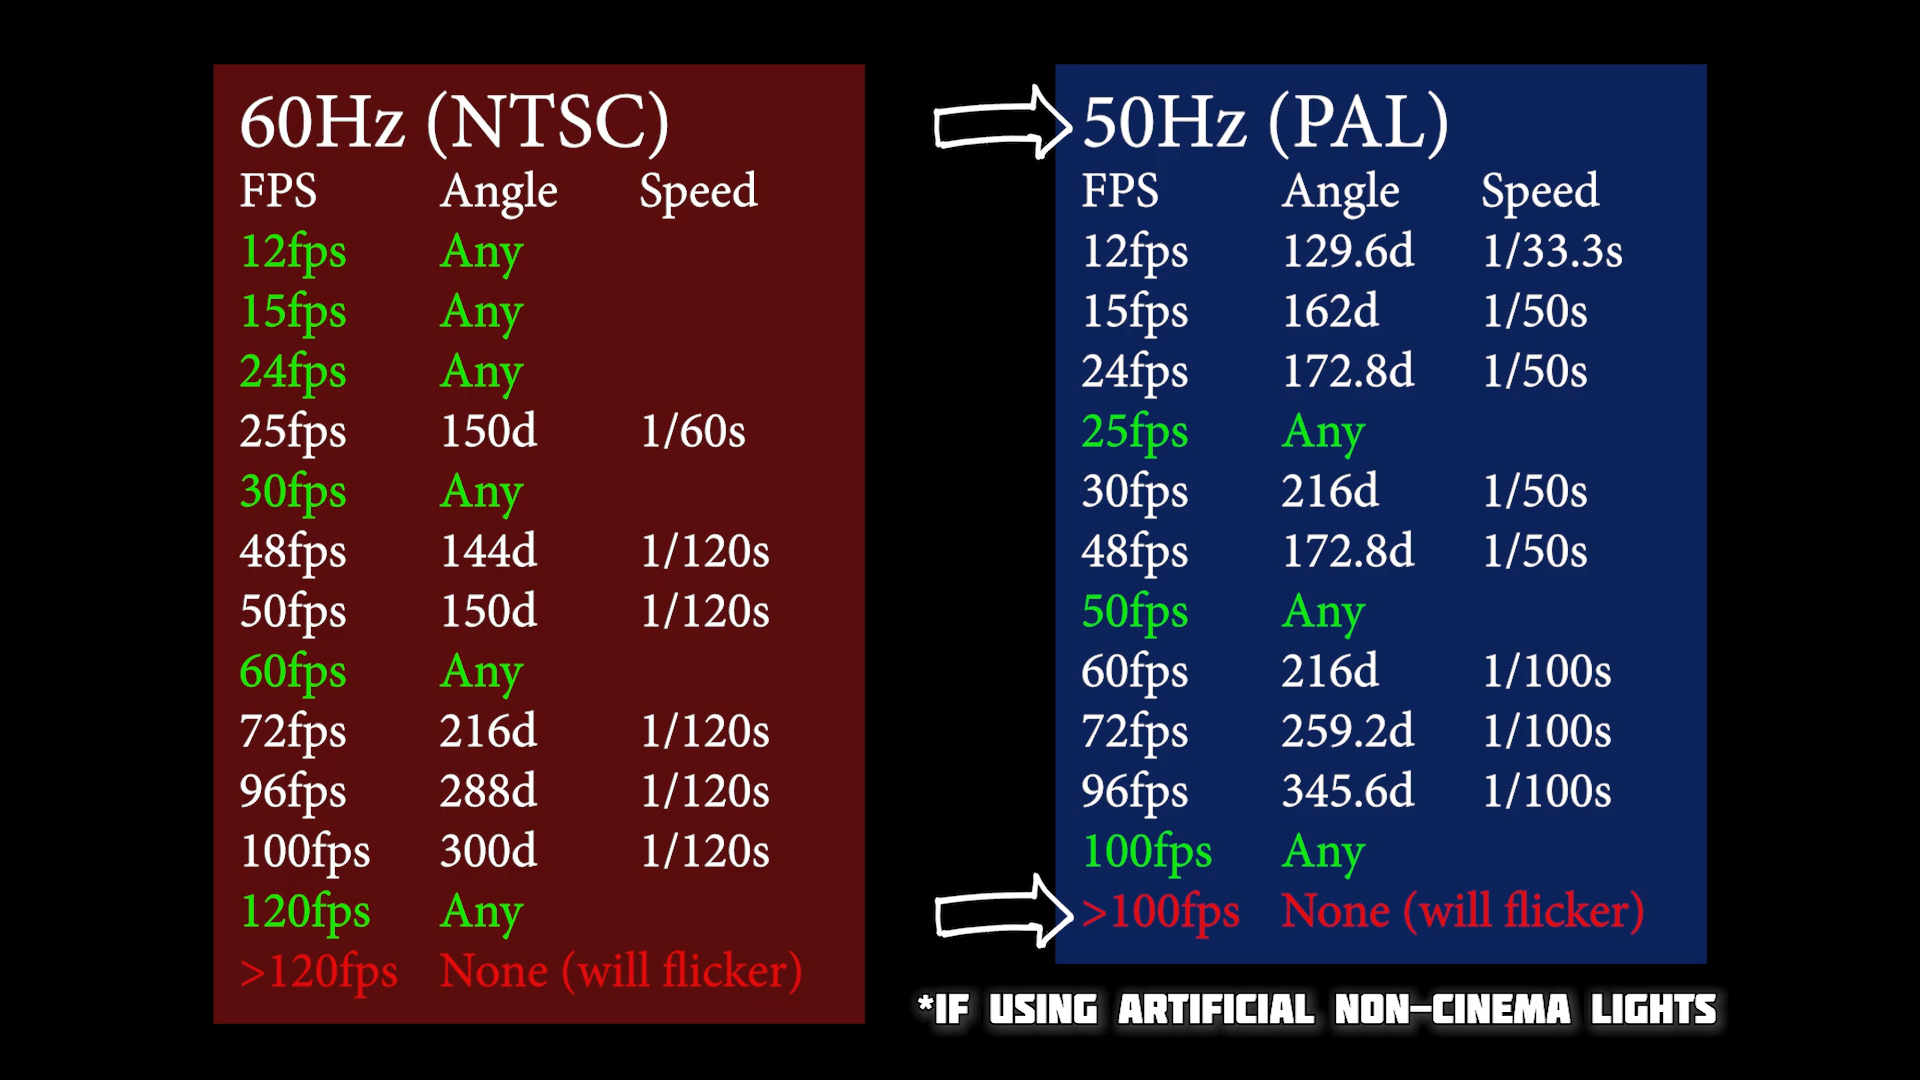 60Hz (NTSC)
FPS Angle Speed
12fps Any
15fps Any
24fps Any
25fps 150d 1/60s
30fps Any
48fps 144d 1/120s
50fps 150d 1/120s
60fps Any
72fps 216d 1/120s
96fps 288d 1/120s
100fps 300d 1/120s
120fps Any
>120fps None (will flicker)
50Hz (PAL)
FPS Angle Speed
12fps 129.6d 1/33.3s
15fps 162d 1/50s
24fps 172.8d 1/50s
25fps Any
30fps 216d 1/50s
48fps 172.8d 1/50s
50fps Any
60fps 216d 1/100s
72fps 259.2d 1/100s
96fps 345.6d 1/100s
100fps Any
>100fps None (will flicker)
*IF USING ARTIFICIAL NON-CINEMA LIGHTS